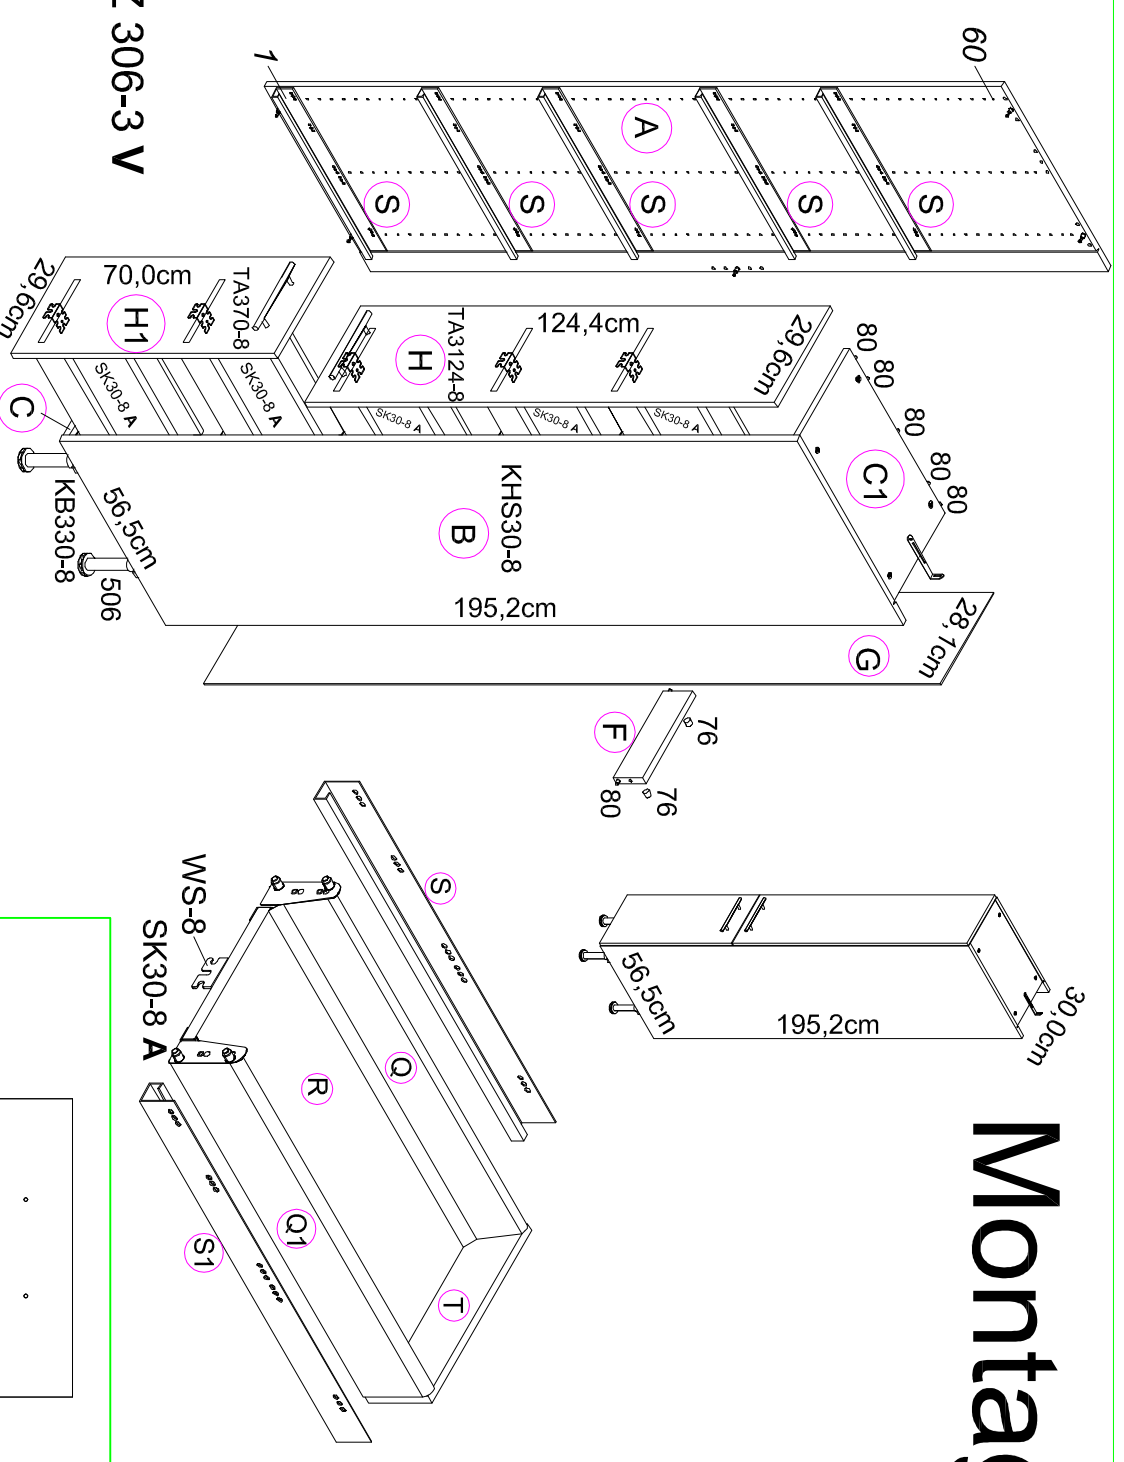 Z 306-3 V
60
1
A
S
S
S
S
S
29,6cm
70,0cm
TA370-8
H1
TA3124-8
124,4cm
H
29,6cm
80
80
80
80
80
C1
SK30-8 A
SK30-8 A
SK30-8 A
SK30-8 A
SK30-8 A
C
KHS30-8
B
56,5cm
KB330-8
506
195,2cm
28,1cm
G
F
76
76
80
56,5cm
195,2cm
30,0cm
S
WS-8
SK30-8 A
Q
R
Q1
S1
T
Montag